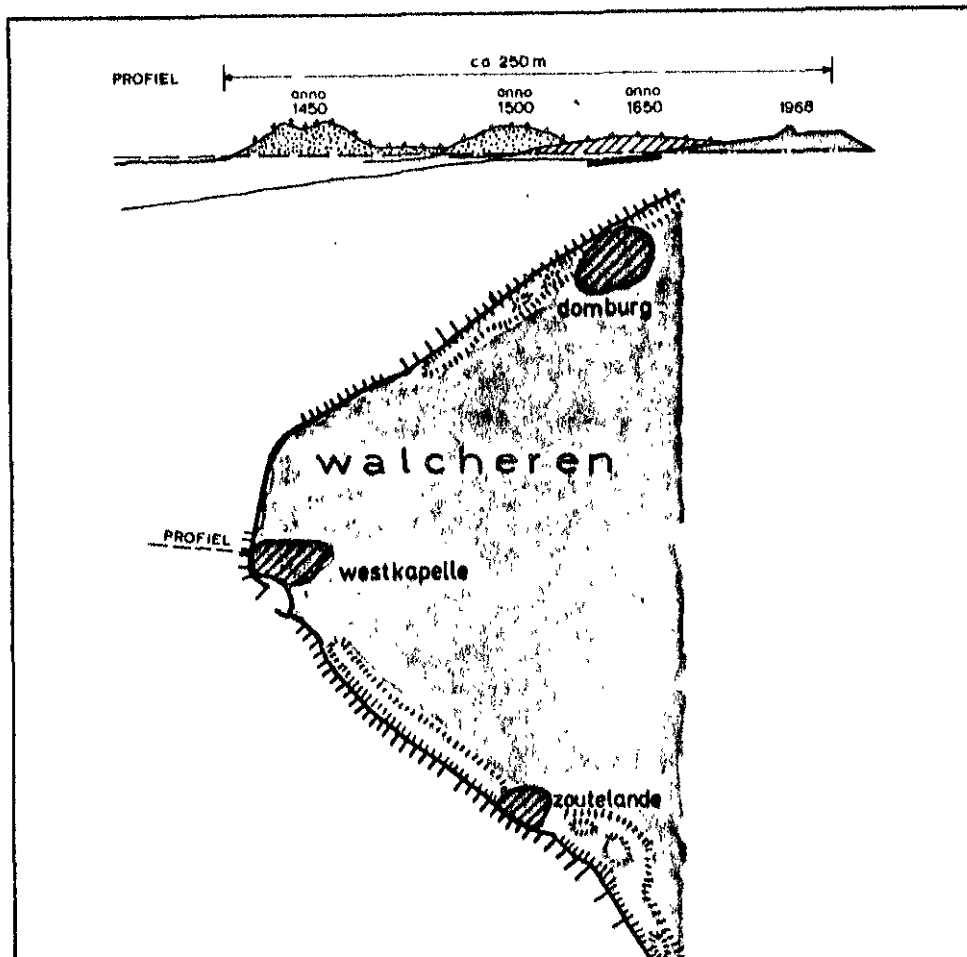 PROFIEL
ca 250 m
anno 1450
anno 1500
anno 1650
1968
domburg
walcheren
PROFIEL
westkapelle
zoutelande